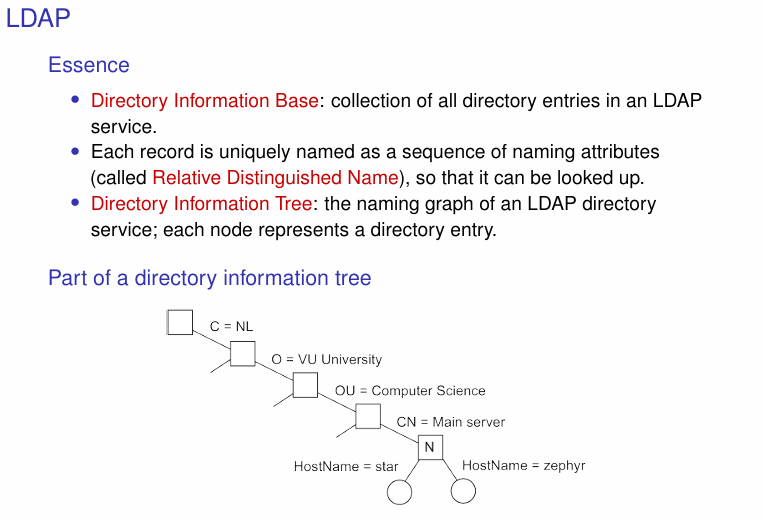 LDAP
Essence
• Directory Information Base: collection of all directory entries in an LDAP
service.
• Each record is uniquely named as a sequence of naming attributes
(called Relative Distinguished Name), so that it can be looked up.
• Directory Information Tree: the naming graph of an LDAP directory
service; each node represents a directory entry.
Part of a directory information tree
C = NL
O = VU University
OU = Computer Science
CN = Main server
N
HostName = star
HostName = zephyr